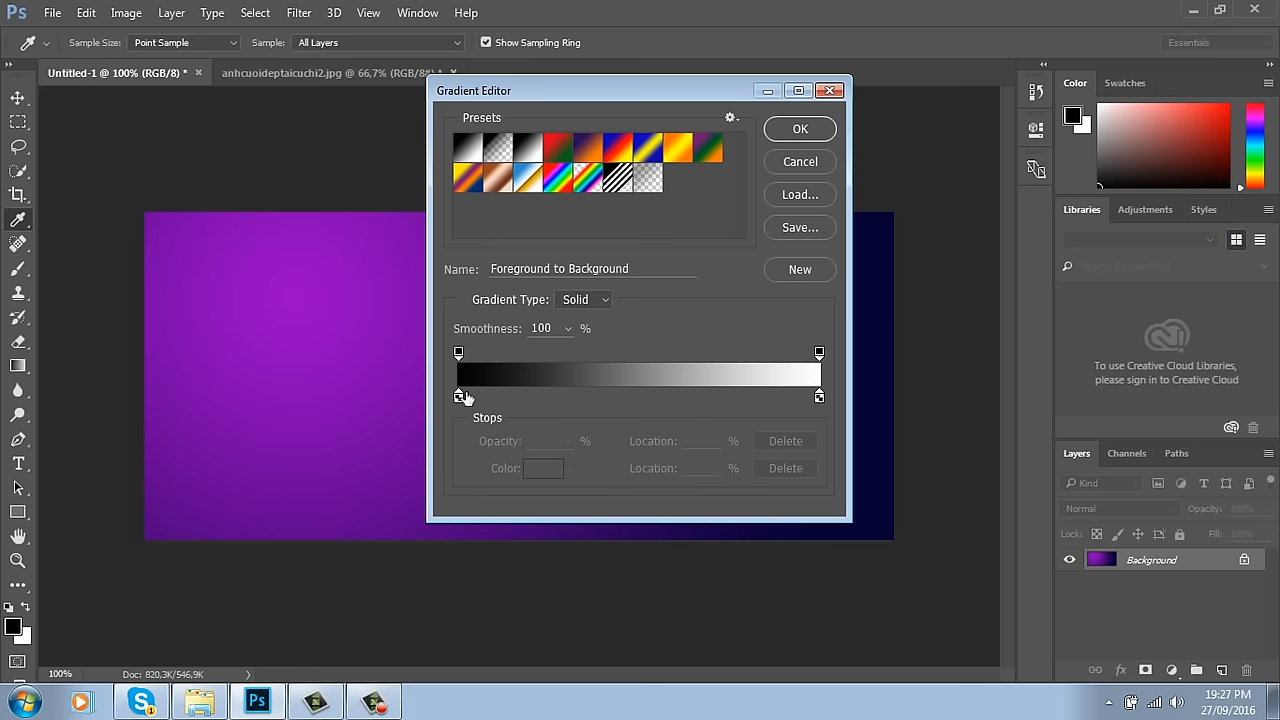 Ps File Edit Image Layer Type Select Filter 3D View Window Help
Sample Size: Point Sample Sample: All Layers Show Sampling Ring Essentials
Untitled-1 @ 100% (RGB/8) * × anhcuoideptaicuchi2.jpg @ 66,7% (RGB/8#) * ×
Gradient Editor
Presets
OK
Cancel
Load...
Save...
Name: Foreground to Background
New
Gradient Type: Solid
Smoothness: 100 %
Stops
Opacity: % Location: % Delete
Color: Location: % Delete
Color Swatches
Libraries Adjustments Styles
Search Adobe Stock
To use Creative Cloud Libraries,
please sign in to Creative Cloud
Layers Channels Paths
Kind
Normal Opacity: 100%
Lock: Fill: 100%
Background
fx
100% Doc: 820,3K/546,9K
Ps
19:27 PM
27/09/2016